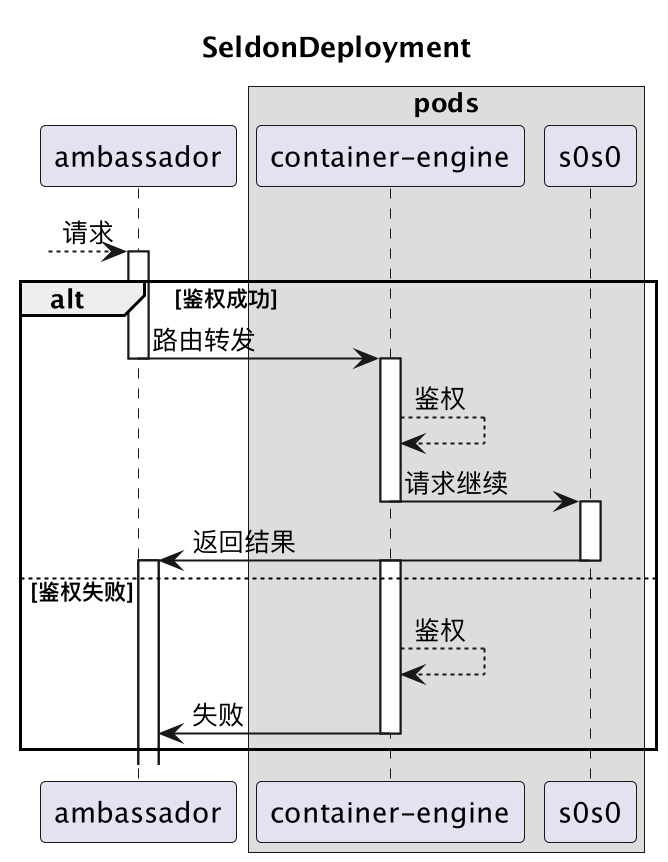 SeldonDeployment
pods
ambassador
container-engine
s0s0
请求
alt
[鉴权成功]
路由转发
鉴权
请求继续
返回结果
[鉴权失败]
鉴权
失败
ambassador
container-engine
s0s0